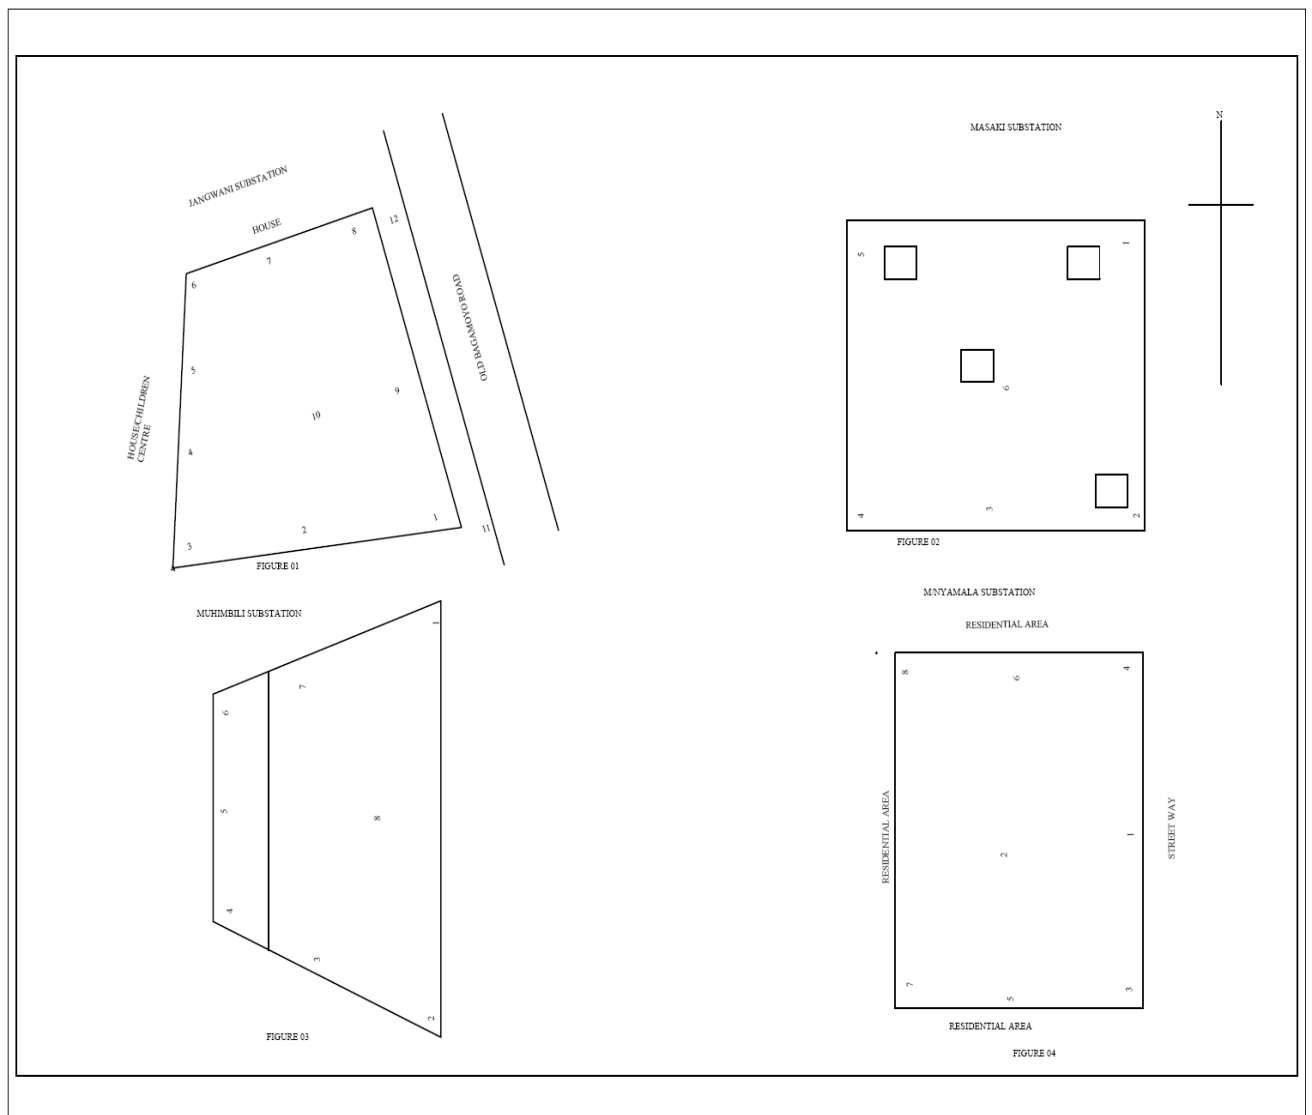 JANGWANI SUBSTATION
HOUSE
6
7
8
12
5
4
3
2
1
9
10
11
HOUSE/CHILDREN
CENTRE
OLD BAGAMOYO ROAD
FIGURE 01
MASAKI SUBSTATION
N
5
1
6
4
3
2
FIGURE 02
MUHIMBILI SUBSTATION
1
7
6
5
8
4
3
2
FIGURE 03
M/NYAMALA SUBSTATION
RESIDENTIAL AREA
8
6
4
RESIDENTIAL AREA
2
1
STREET WAY
7
5
3
RESIDENTIAL AREA
FIGURE 04